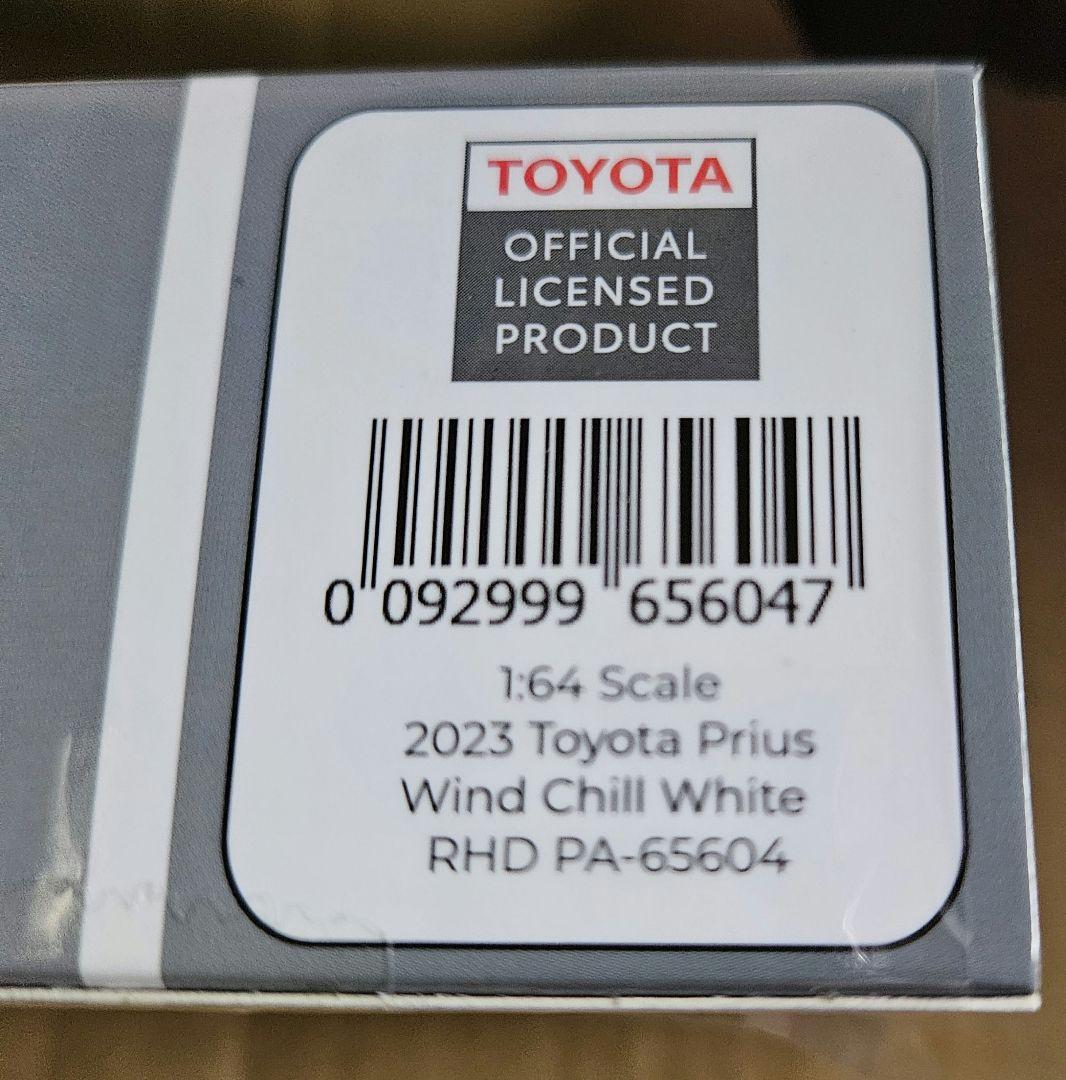 TOYOTA
OFFICIAL
LICENSED
PRODUCT
0 092999 656047
1:64 Scale
2023 Toyota Prius
Wind Chill White
RHD PA-65604